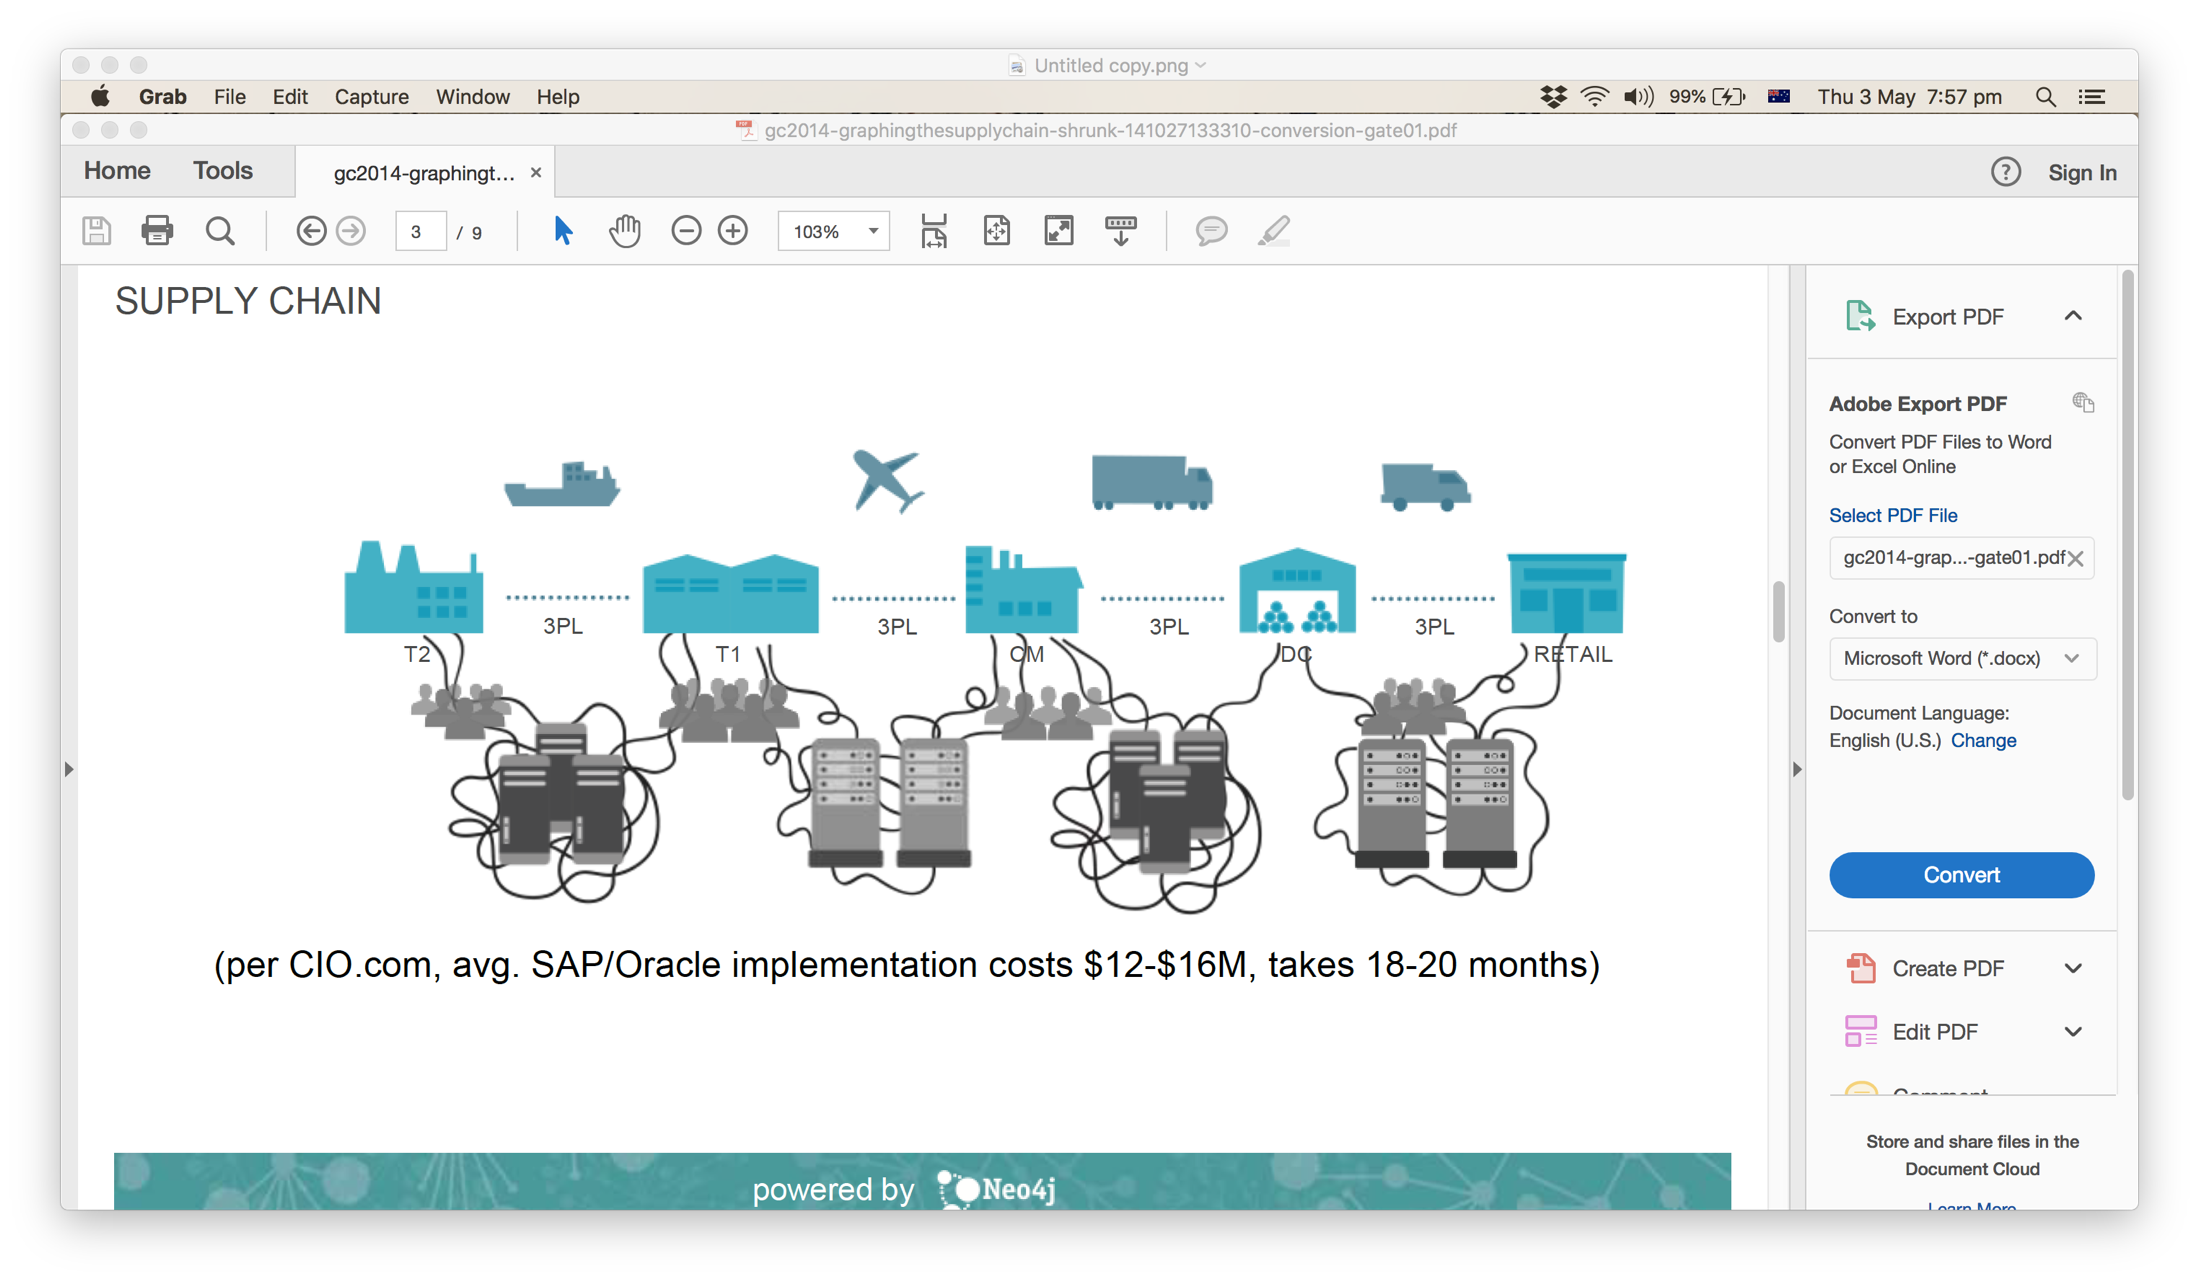 Untitled copy.png
Grab File Edit Capture Window Help 99% Thu 3 May 7:57 pm
gc2014-graphingthesupplychain-shrunk-141027133310-conversion-gate01.pdf
Home Tools gc2014-graphingt... × ? Sign In
3 / 9 103%
SUPPLY CHAIN
3PL 3PL 3PL 3PL
T2 T1 CM DC RETAIL
(per CIO.com, avg. SAP/Oracle implementation costs $12-$16M, takes 18-20 months)
powered by Neo4j
Export PDF
Adobe Export PDF
Convert PDF Files to Word
or Excel Online
Select PDF File
gc2014-grap...-gate01.pdf
Convert to
Microsoft Word (*.docx)
Document Language:
English (U.S.) Change
Convert
Create PDF
Edit PDF
Comment
Store and share files in the
Document Cloud
Learn More